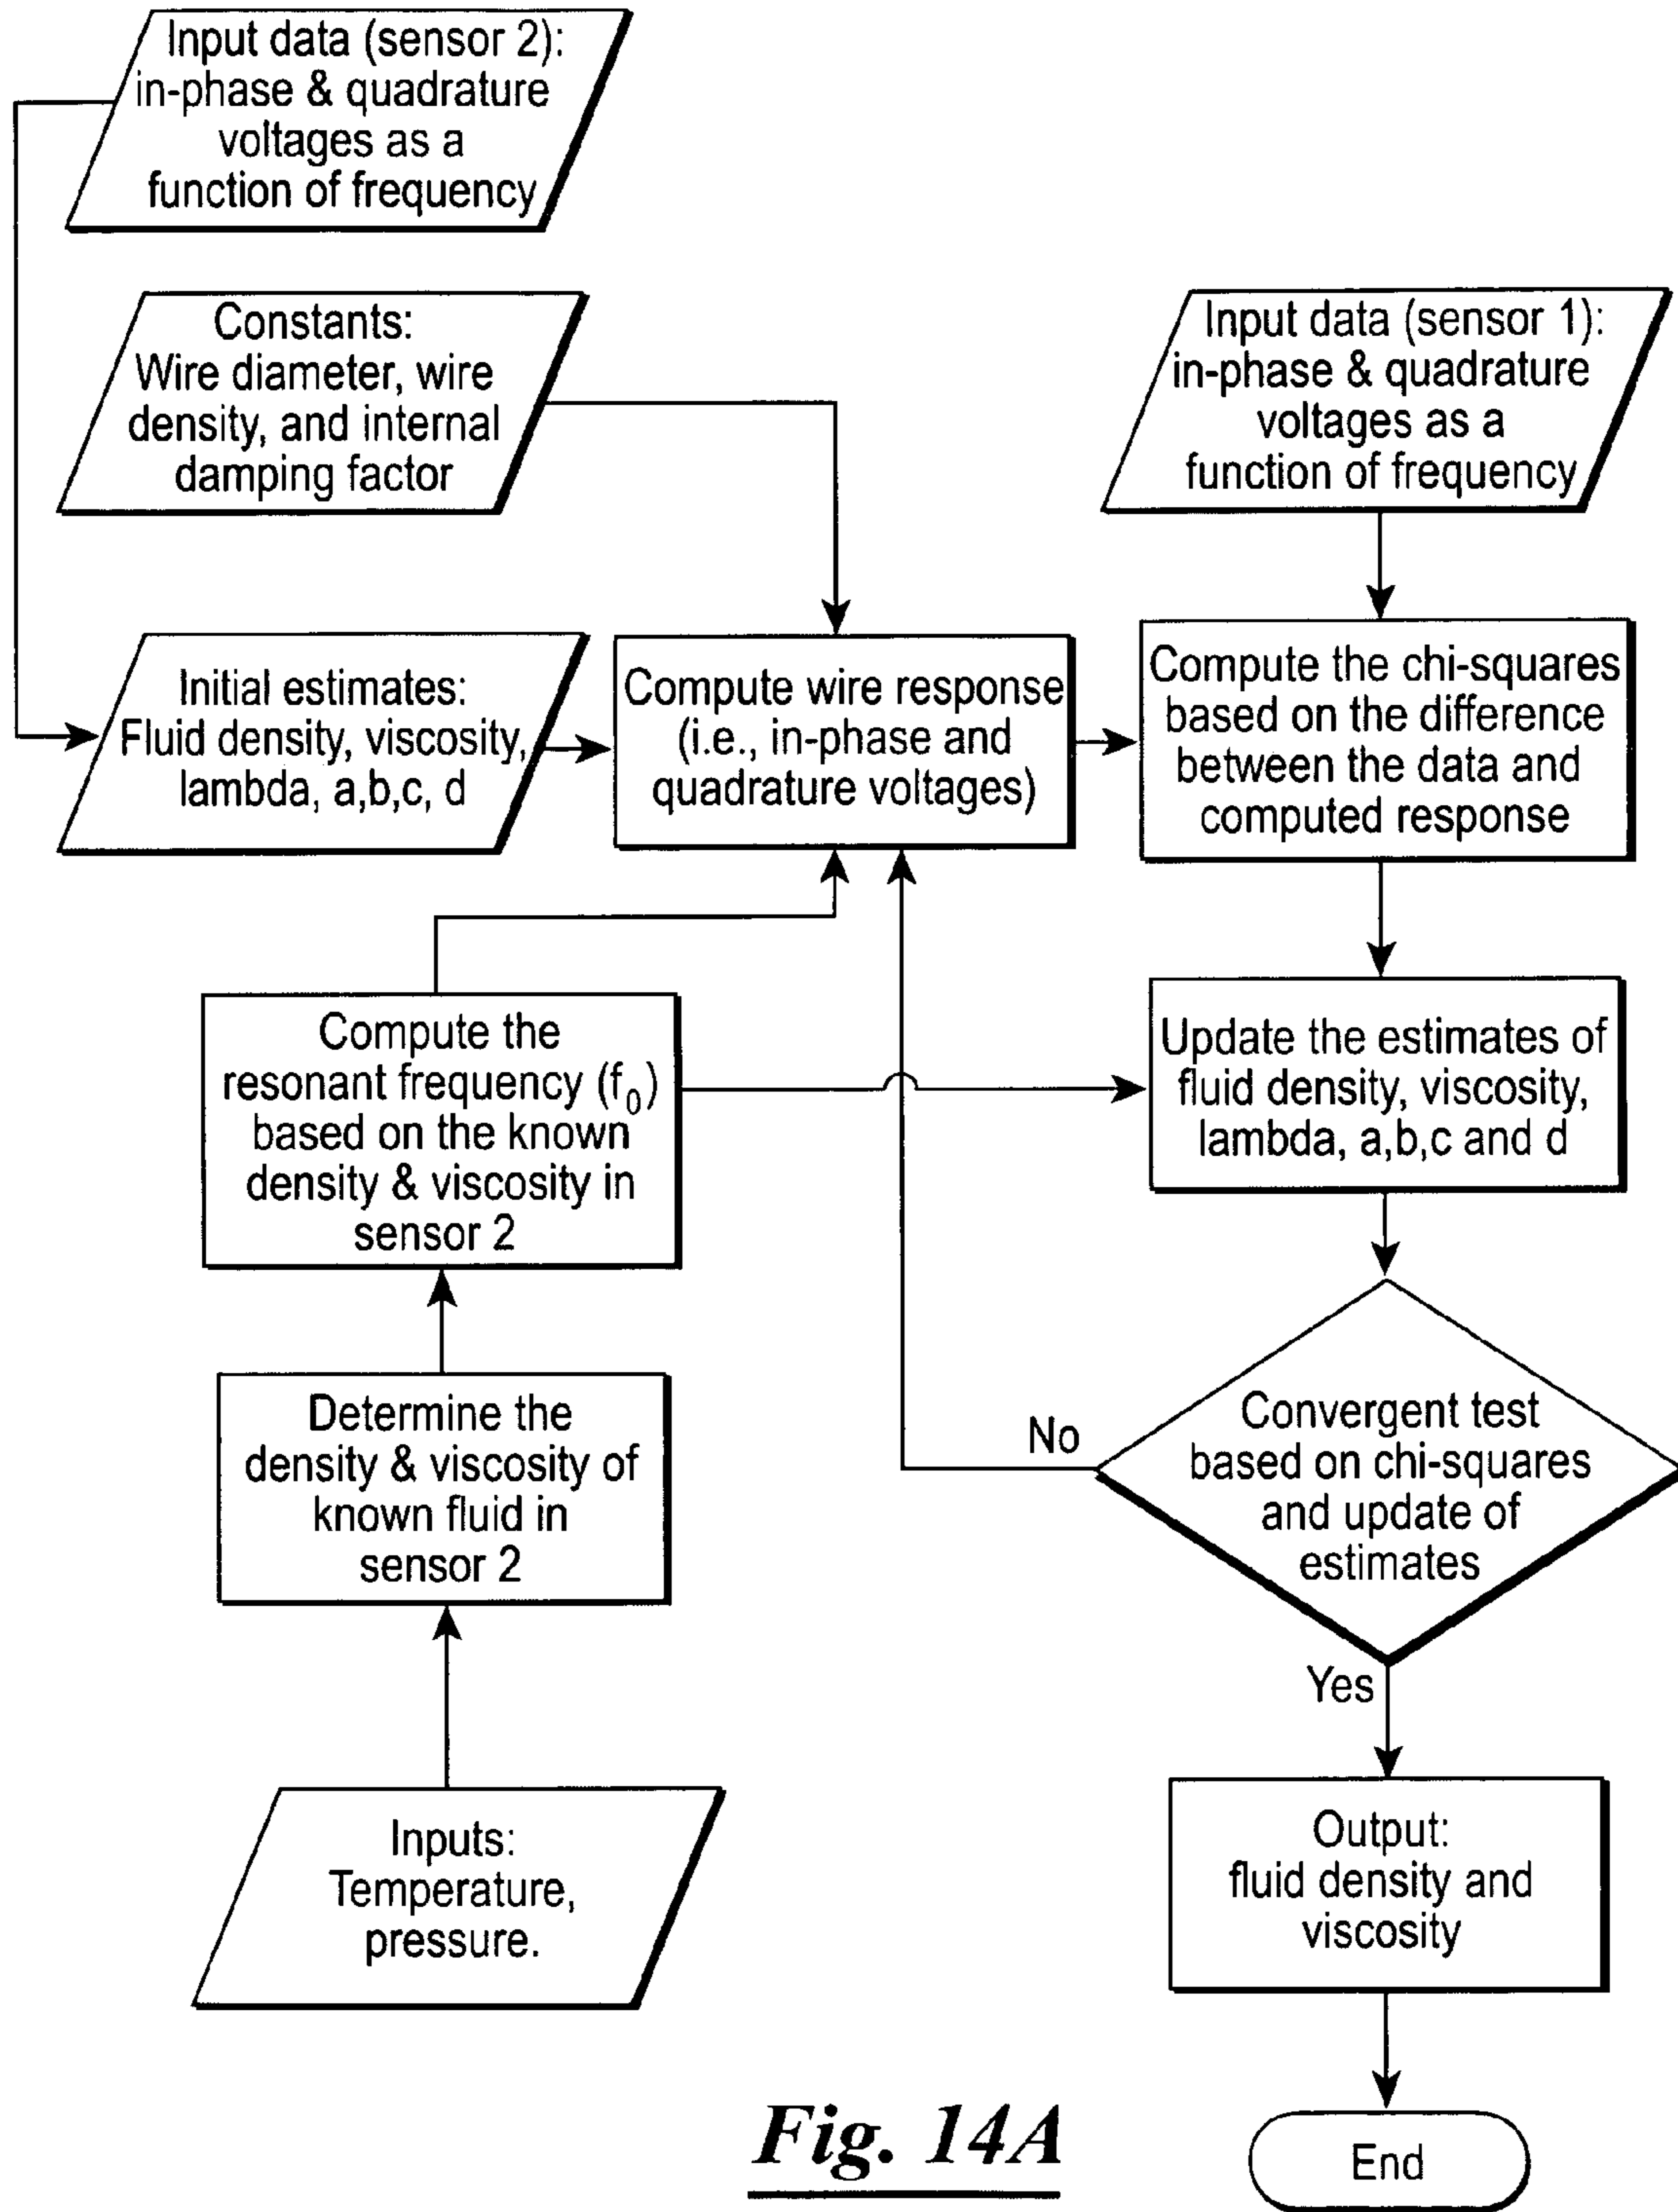 Input data (sensor 2):
in-phase & quadrature
voltages as a
function of frequency
Constants:
Wire diameter, wire
density, and internal
damping factor
Input data (sensor 1):
in-phase & quadrature
voltages as a
function of frequency
Initial estimates:
Fluid density, viscosity,
lambda, a,b,c, d
Compute wire response
(i.e., in-phase and
quadrature voltages)
Compute the chi-squares
based on the difference
between the data and
computed response
Compute the
resonant frequency (f₀)
based on the known
density & viscosity in
sensor 2
Update the estimates of
fluid density, viscosity,
lambda, a,b,c and d
Determine the
density & viscosity of
known fluid in
sensor 2
No
Convergent test
based on chi-squares
and update of
estimates
Yes
Inputs:
Temperature,
pressure.
Output:
fluid density and
viscosity
End
Fig. 14A